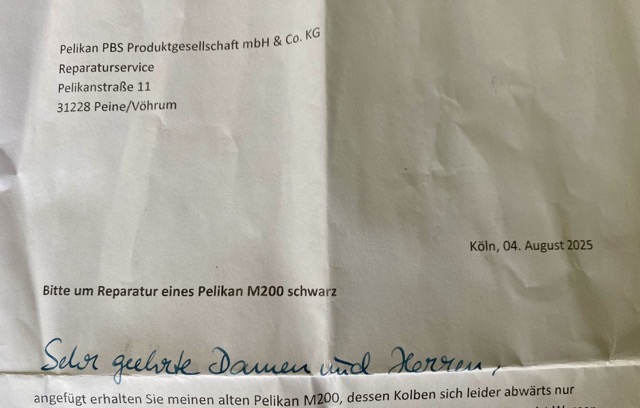 Pelikan PBS Produktgesellschaft mbH & Co. KG
Reparaturservice
Pelikanstraße 11
31228 Peine/Vöhrum
Köln, 04. August 2025
Bitte um Reparatur eines Pelikan M200 schwarz
Sehr geehrte Damen und Herren,
angefügt erhalten Sie meinen alten Pelikan M200, dessen Kolben sich leider abwärts nur